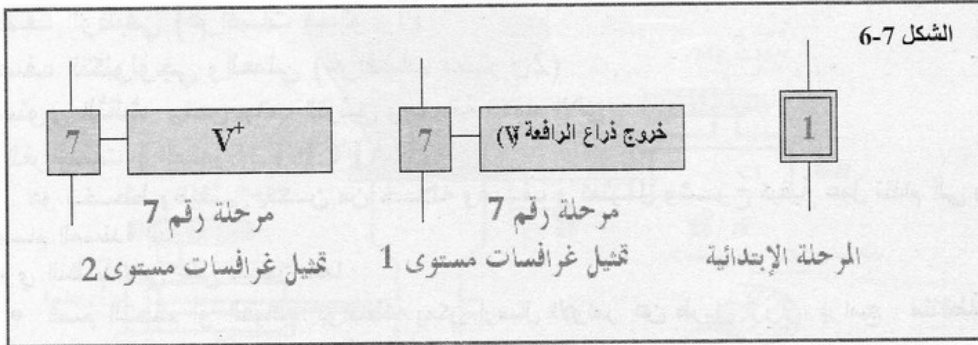 الشكل 7-6
1
المرحلة الإبتدائية
7
خروج ذراع الرافعة (V)
مرحلة رقم 7
تمثيل غرافسات مستوى 1
7
V+
مرحلة رقم 7
تمثيل غرافسات مستوى 2